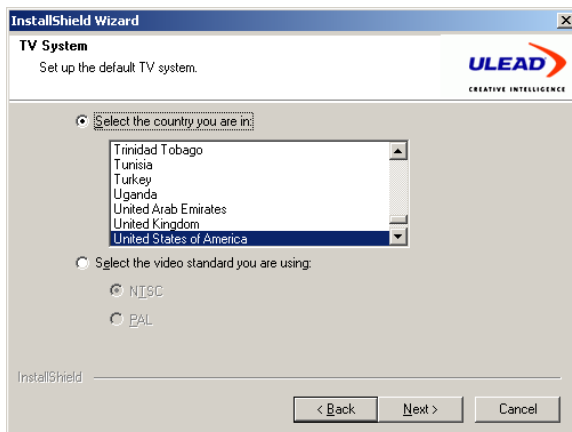 InstallShield Wizard
TV System
Set up the default TV system.
ULEAD
CREATIVE INTELLIGENCE
Select the country you are in:
Trinidad Tobago
Tunisia
Turkey
Uganda
United Arab Emirates
United Kingdom
United States of America
Select the video standard you are using:
NTSC
PAL
InstallShield
< Back
Next >
Cancel